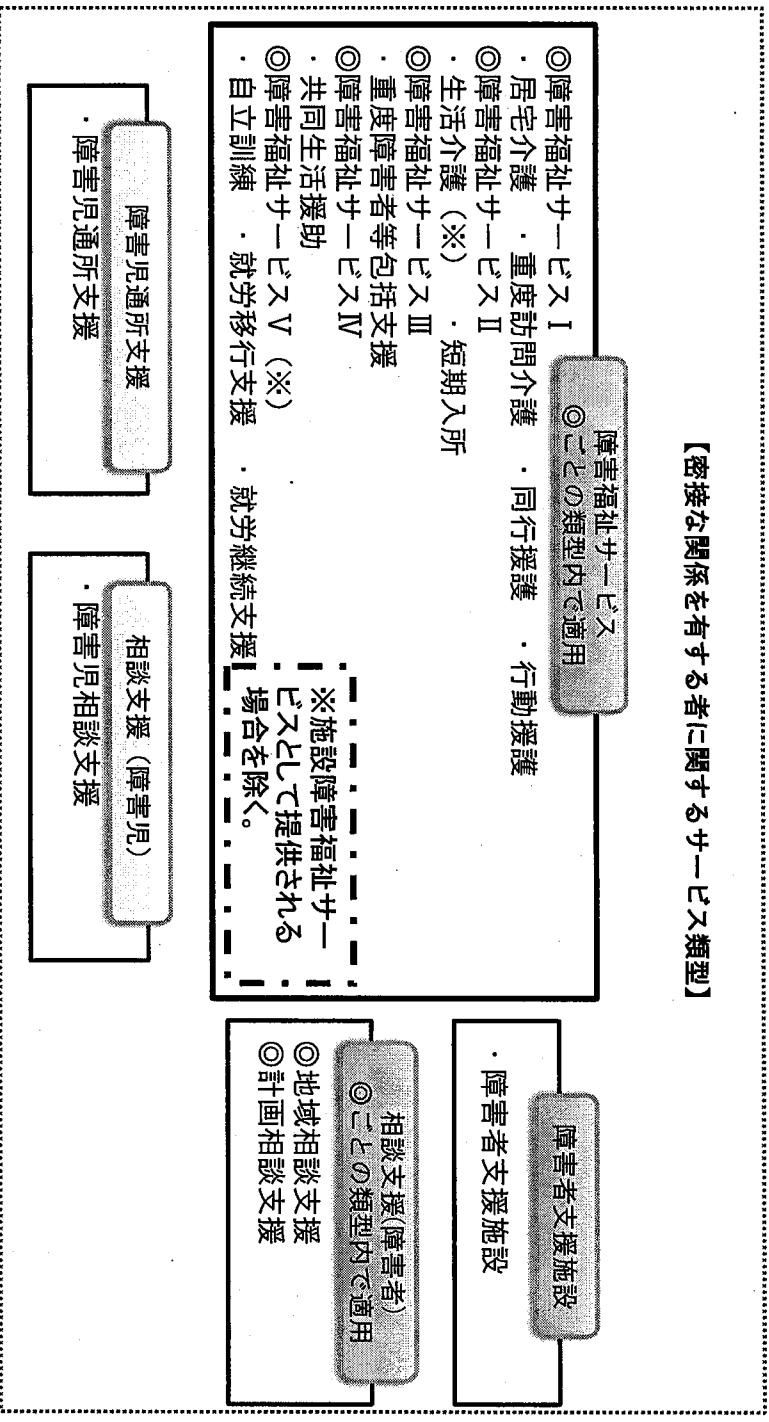 【密接な関係を有する者に関するサービス類型】
障害福祉サービス
◎ごとの類型内で適用
◎障害福祉サービスⅠ
・居宅介護 ・重度訪問介護 ・同行援護 ・行動援護
◎障害福祉サービスⅡ
・生活介護（※） ・短期入所
◎障害福祉サービスⅢ
・重度障害者等包括支援
◎障害福祉サービスⅣ
・共同生活援助
◎障害福祉サービスⅤ（※）
・自立訓練 ・就労移行支援 ・就労継続支援
※施設障害福祉サー
ビスとして提供される
場合を除く。
障害者支援施設
・障害者支援施設
相談支援(障害者)
◎ごとの類型内で適用
◎地域相談支援
◎計画相談支援
障害児通所支援
・障害児通所支援
相談支援（障害児）
・障害児相談支援